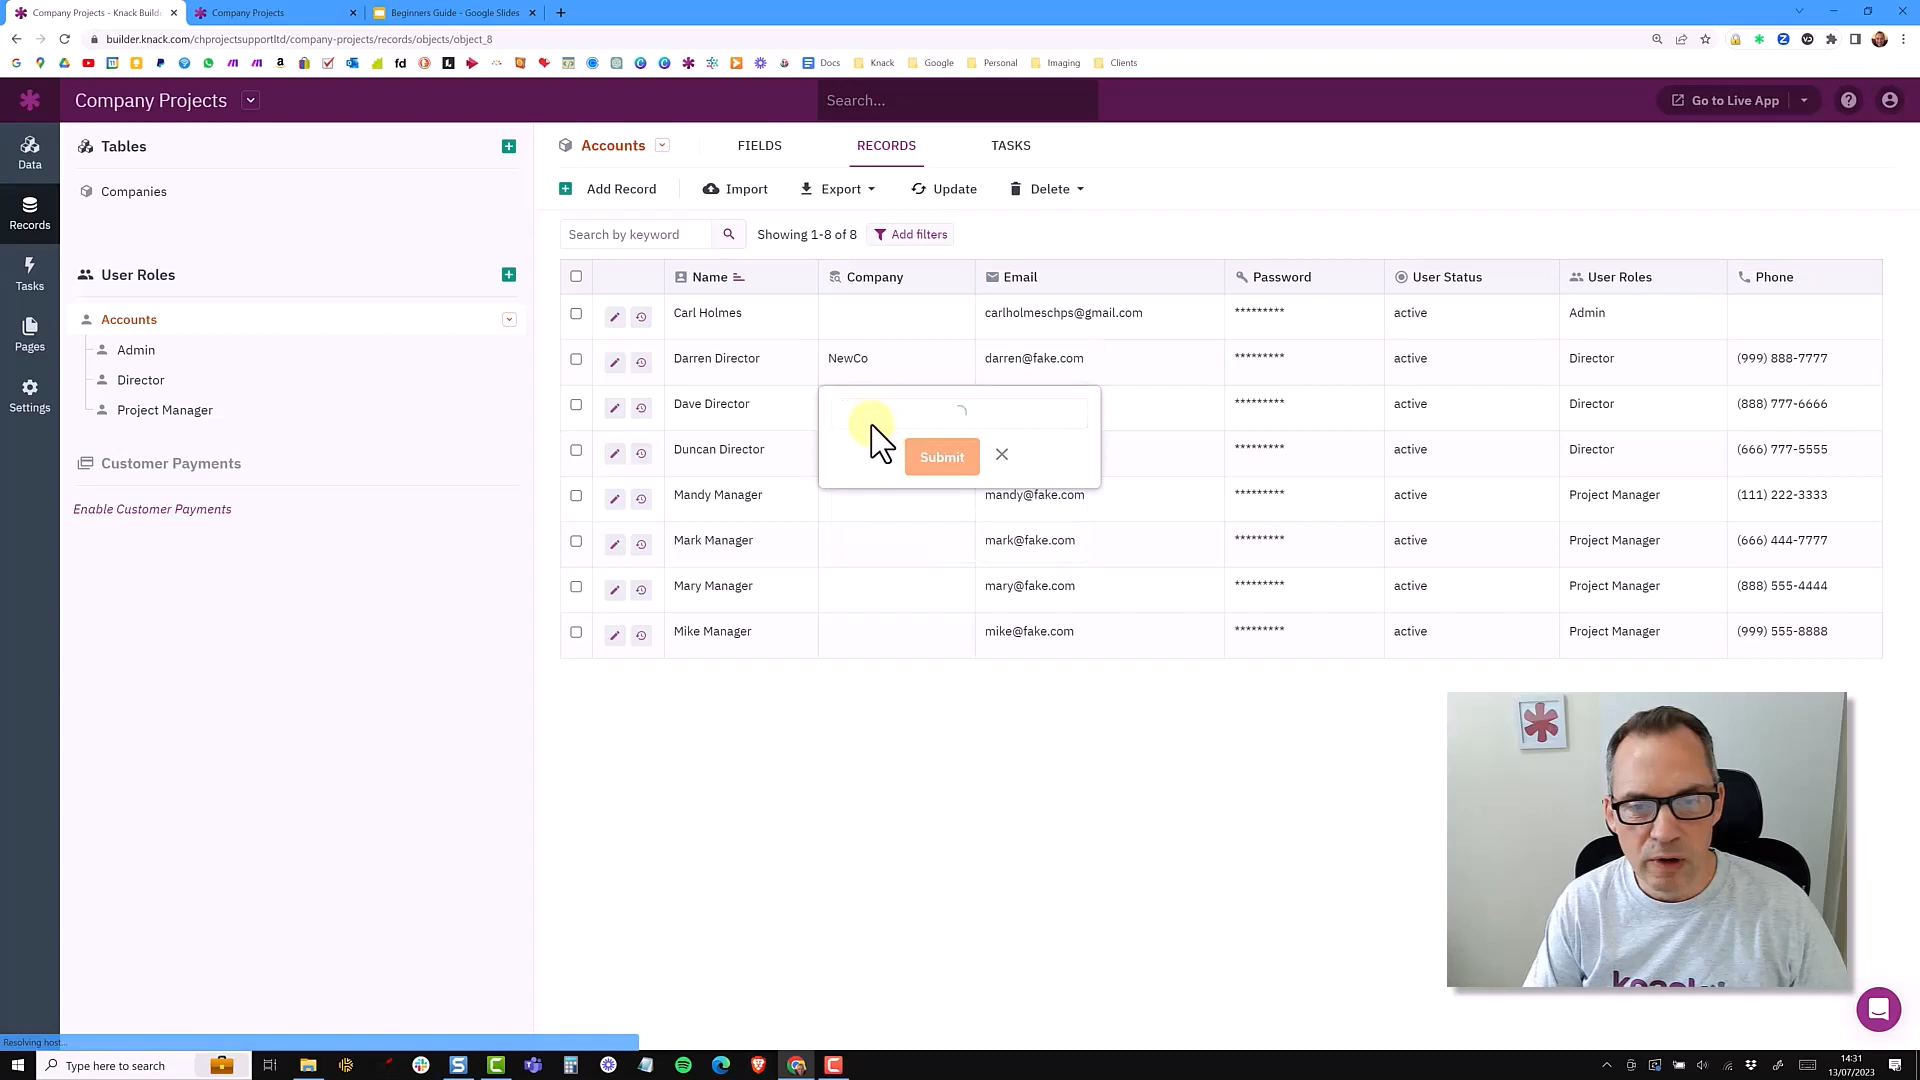 Company Projects - Knack Build
Company Projects
Beginners Guide - Google Slides
builder.knack.com/chprojectsupportltd/company-projects/records/objects/object_8
Docs
Knack
Google
Personal
Imaging
Clients
Company Projects
Search...
Go to Live App
Data
Records
Tasks
Pages
Settings
Tables
Companies
User Roles
Accounts
Admin
Director
Project Manager
Customer Payments
Enable Customer Payments
Accounts
FIELDS
RECORDS
TASKS
Add Record
Import
Export
Update
Delete
Search by keyword
Showing 1-8 of 8
Add filters
Name Company Email Password User Status User Roles Phone
Carl Holmes carlholmeschps@gmail.com ********* active Admin
Darren Director NewCo darren@fake.com ********* active Director (999) 888-7777
Dave Director ********* active Director (888) 777-6666
Duncan Director ********* active Director (666) 777-5555
Submit
Mandy Manager mandy@fake.com ********* active Project Manager (111) 222-3333
Mark Manager mark@fake.com ********* active Project Manager (666) 444-7777
Mary Manager mary@fake.com ********* active Project Manager (888) 555-4444
Mike Manager mike@fake.com ********* active Project Manager (999) 555-8888
Resolving host...
Type here to search
14:31
13/07/2023